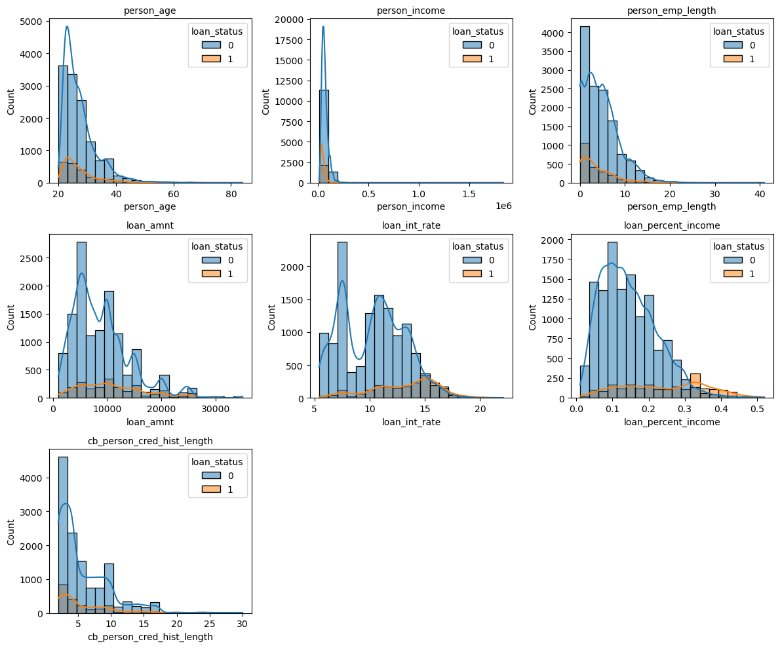 person_age
loan_status
0
1
Count
5000
4000
3000
2000
1000
0
20 40 60 80
person_age
person_income
loan_status
0
1
Count
20000
17500
15000
12500
10000
7500
5000
2500
0
0.0 0.5 1.0 1.5
1e6
person_income
person_emp_length
loan_status
0
1
Count
4000
3500
3000
2500
2000
1500
1000
500
0
0 10 20 30 40
person_emp_length
loan_amnt
loan_status
0
1
Count
2500
2000
1500
1000
500
0
0 10000 20000 30000
loan_amnt
loan_int_rate
loan_status
0
1
Count
2000
1500
1000
500
0
5 10 15 20
loan_int_rate
loan_percent_income
loan_status
0
1
Count
2000
1750
1500
1250
1000
750
500
250
0
0.0 0.1 0.2 0.3 0.4 0.5
loan_percent_income
cb_person_cred_hist_length
loan_status
0
1
Count
4000
3000
2000
1000
0
5 10 15 20 25 30
cb_person_cred_hist_length